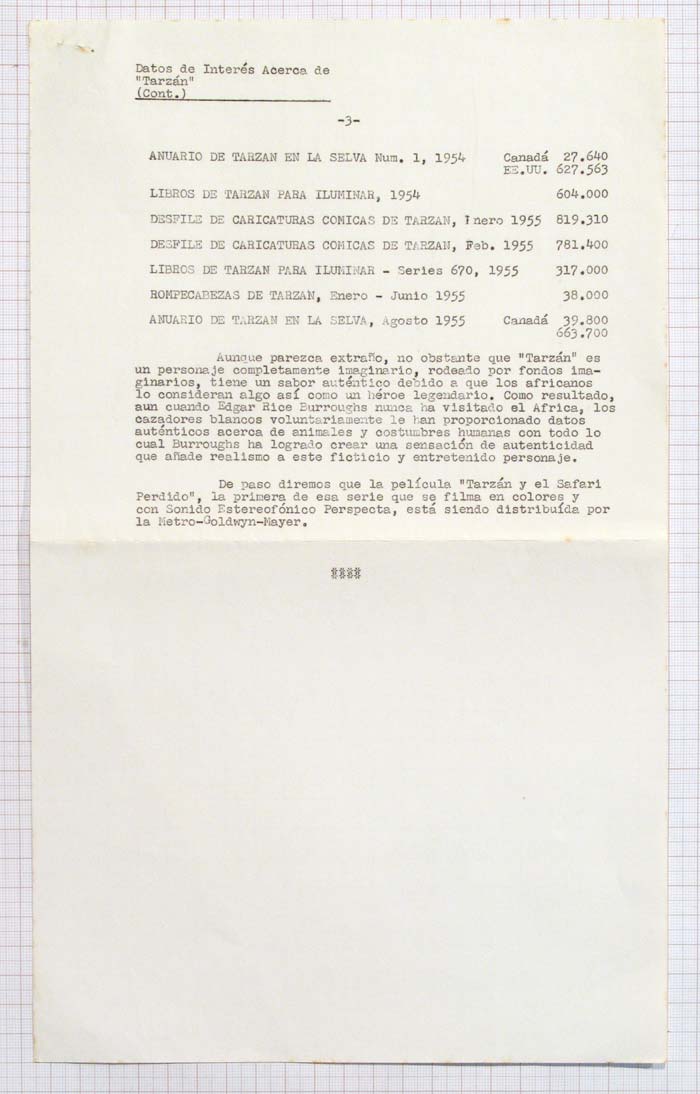 Datos de Interés Acerca de
"Tarzán"
(Cont.)
-3-
ANUARIO DE TARZAN EN LA SELVA Num. 1, 1954 Canadá 27.640
EE.UU. 627.563
LIBROS DE TARZAN PARA ILUMINAR, 1954 604.000
DESFILE DE CARICATURAS COMICAS DE TARZAN, Enero 1955 819.310
DESFILE DE CARICATURAS COMICAS DE TARZAN, Feb. 1955 781.400
LIBROS DE TARZAN PARA ILUMINAR - Series 670, 1955 317.000
ROMPECABEZAS DE TARZAN, Enero - Junio 1955 38.000
ANUARIO DE TARZAN EN LA SELVA, Agosto 1955 Canadá 39.800
663.700
Aunque parezca extraño, no obstante que "Tarzán" es
un personaje completamente imaginario, rodeado por fondos ima-
ginarios, tiene un sabor auténtico debido a que los africanos
lo consideran algo así como un héroe legendario. Como resultado,
aun cuando Edgar Rice Burroughs nunca ha visitado el Africa, los
cazadores blancos voluntariamente le han proporcionado datos
auténticos acerca de animales y costumbres humanas con todo lo
cual Burroughs ha logrado crear una sensación de autenticidad
que añade realismo a este ficticio y entretenido personaje.
De paso diremos que la película "Tarzán y el Safari
Perdido", la primera de esa serie que se filma en colores y
con Sonido Estereofónico Perspecta, está siendo distribuída por
la Metro-Goldwyn-Mayer.
####